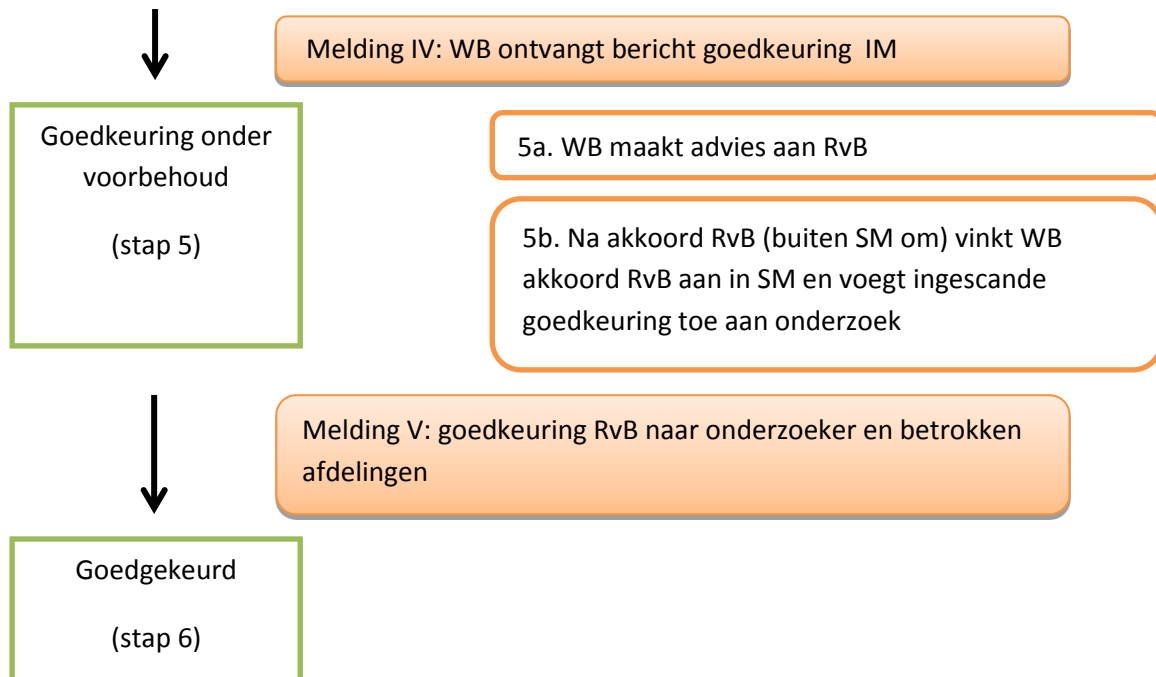 Melding IV: WB ontvangt bericht goedkeuring IM
Goedkeuring onder
voorbehoud
(stap 5)
5a. WB maakt advies aan RvB
5b. Na akkoord RvB (buiten SM om) vinkt WB
akkoord RvB aan in SM en voegt ingescande
goedkeuring toe aan onderzoek
Melding V: goedkeuring RvB naar onderzoeker en betrokken
afdelingen
Goedgekeurd
(stap 6)